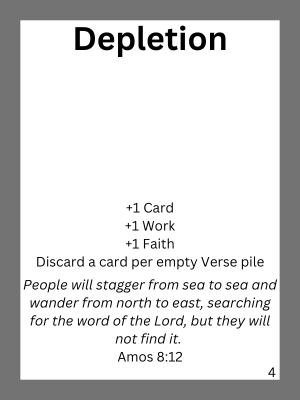 Depletion
+1 Card
+1 Work
+1 Faith
Discard a card per empty Verse pile
People will stagger from sea to sea and
wander from north to east, searching
for the word of the Lord, but they will
not find it.
Amos 8:12
4